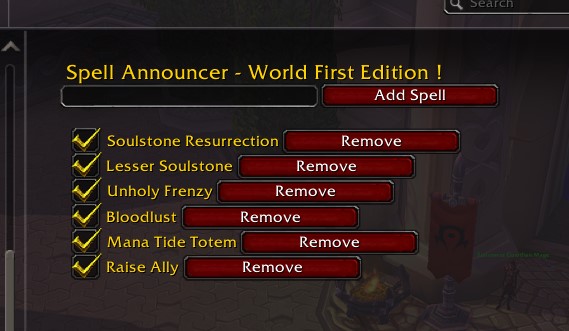 Search
Spell Announcer - World First Edition !
Add Spell
Soulstone Resurrection Remove
Lesser Soulstone Remove
Unholy Frenzy Remove
Bloodlust Remove
Mana Tide Totem Remove
Raise Ally Remove